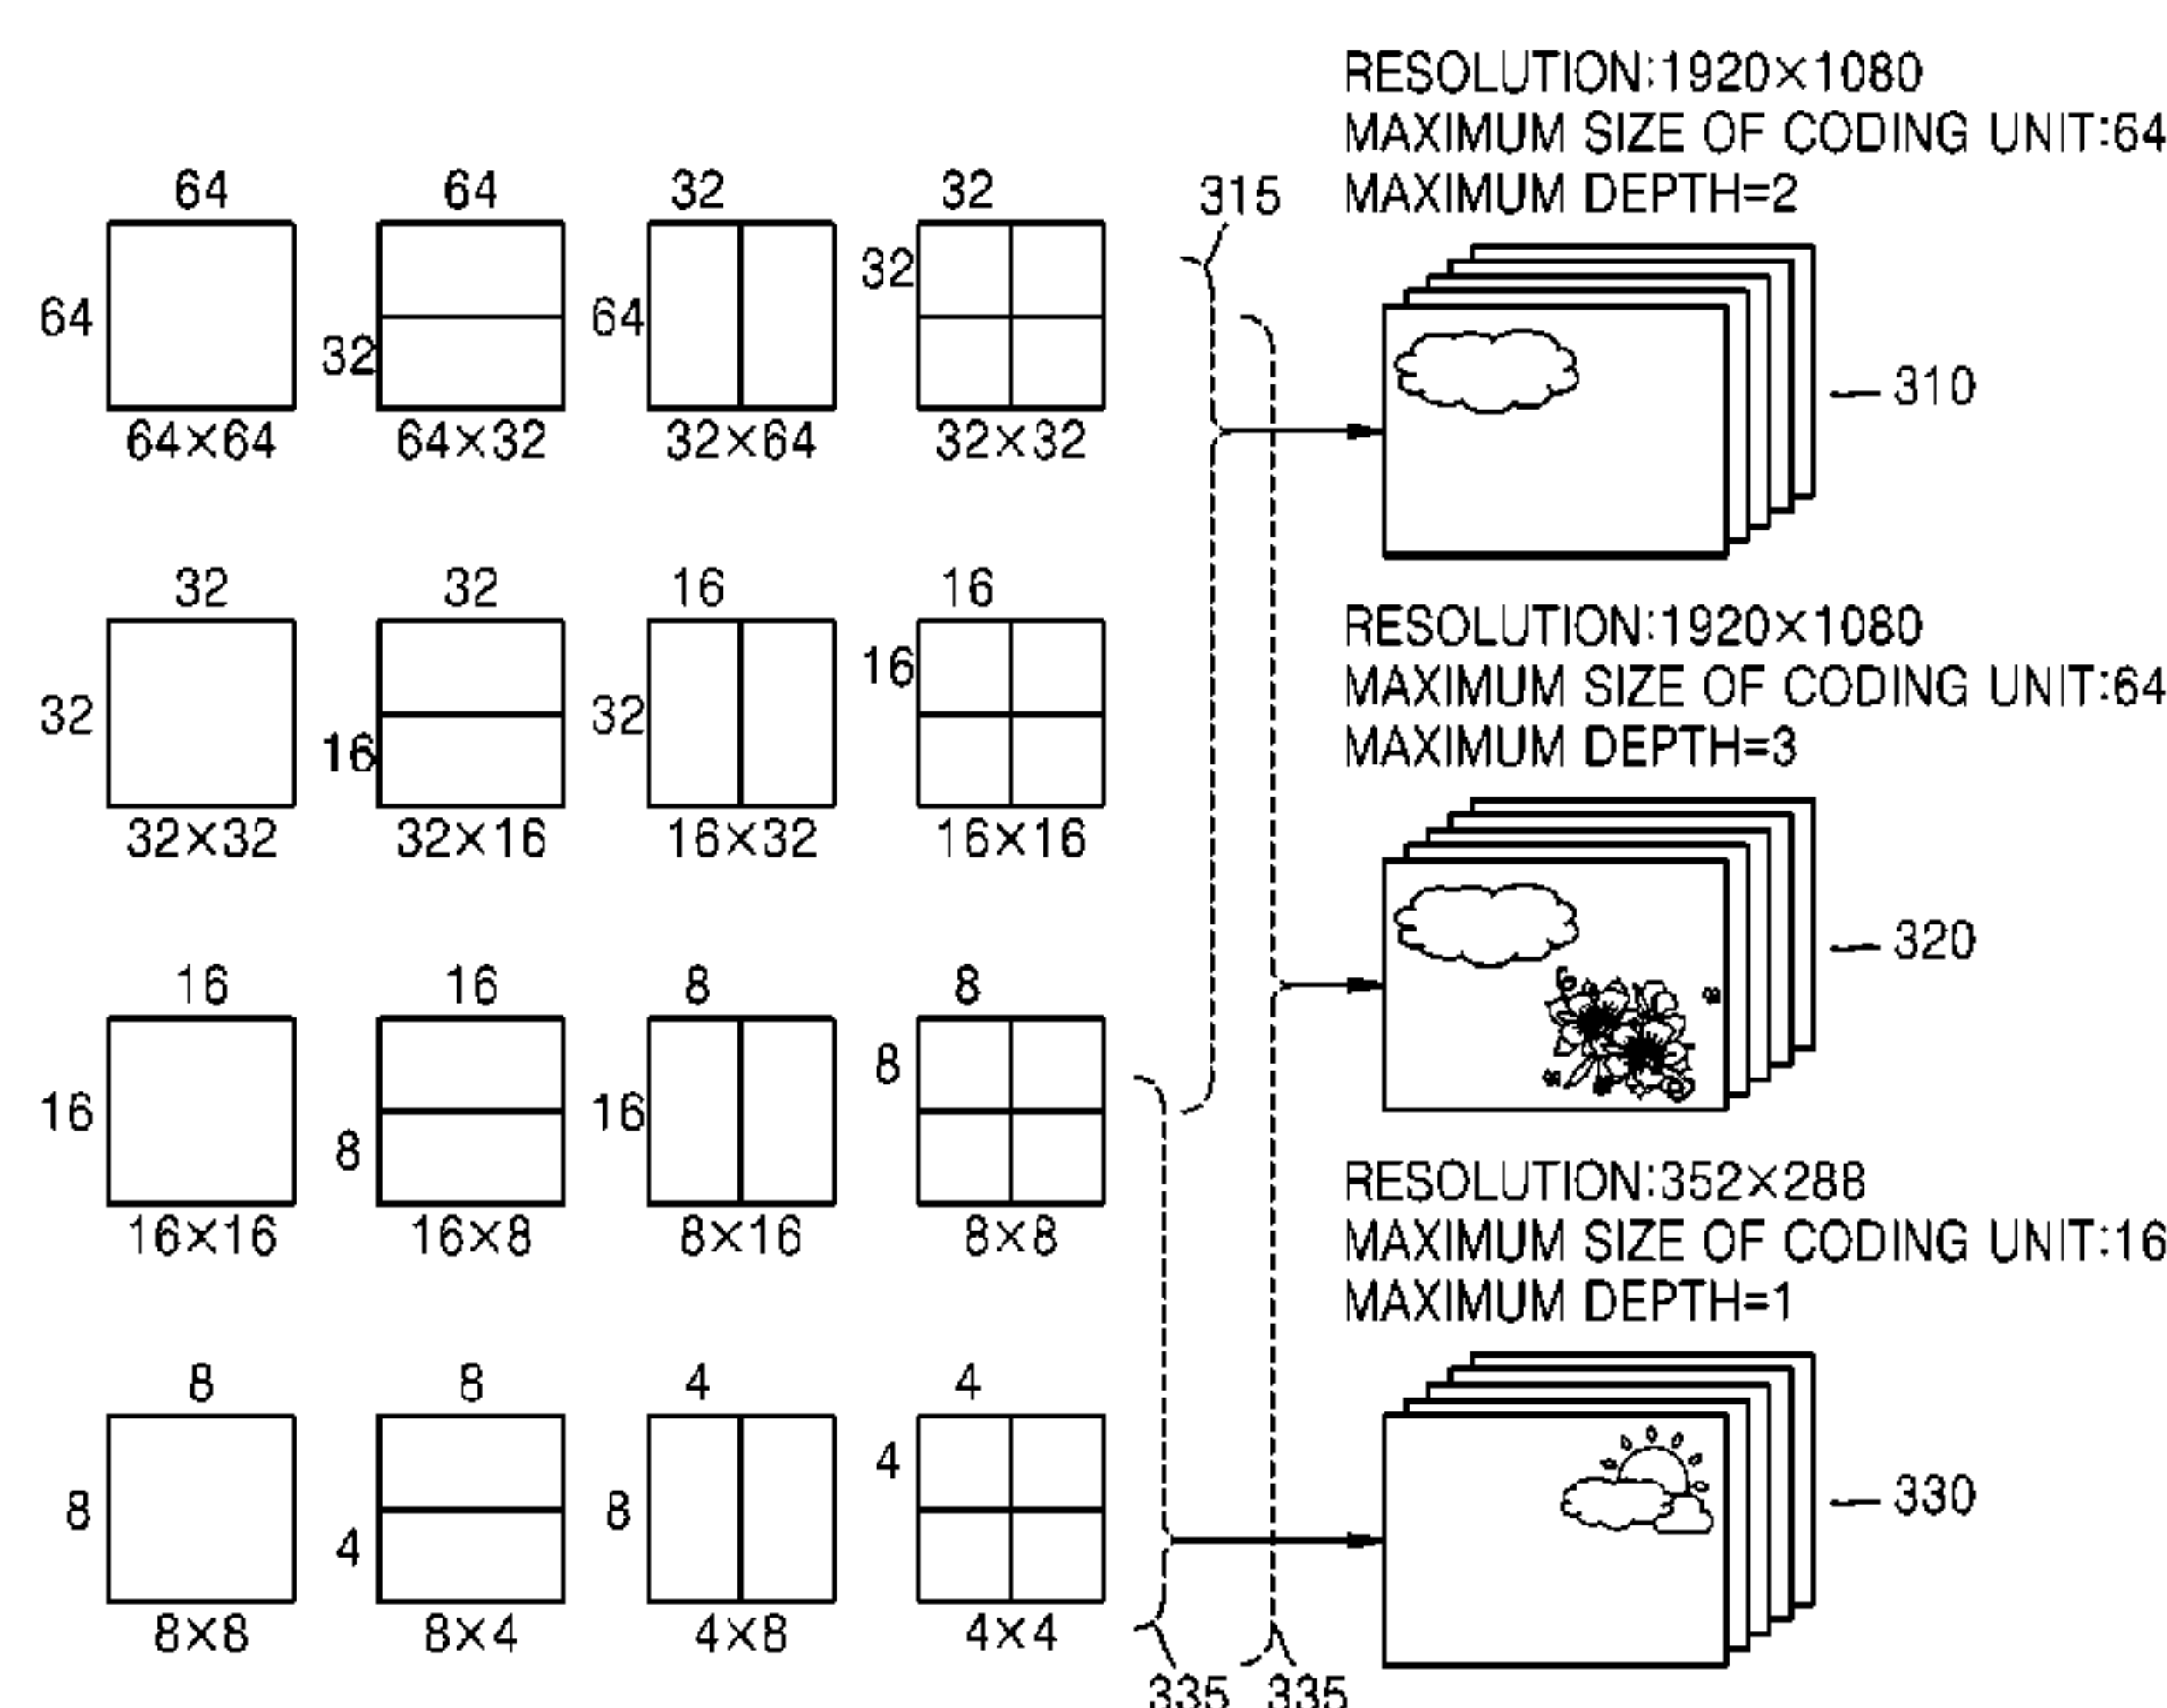 RESOLUTION:1920×1080
MAXIMUM SIZE OF CODING UNIT:64
MAXIMUM DEPTH=2
64 64 32 32
315
64 32 64 32
310
64×64 64×32 32×64 32×32
32 32 16 16
RESOLUTION:1920×1080
MAXIMUM SIZE OF CODING UNIT:64
MAXIMUM DEPTH=3
32 16 32 16
32×32 32×16 16×32 16×16
320
16 16 8 8
16 8 16 8
16×16 16×8 8×16 8×8
RESOLUTION:352×288
MAXIMUM SIZE OF CODING UNIT:16
MAXIMUM DEPTH=1
8 8 4 4
8 4 8 4
330
8×8 8×4 4×8 4×4
335 335